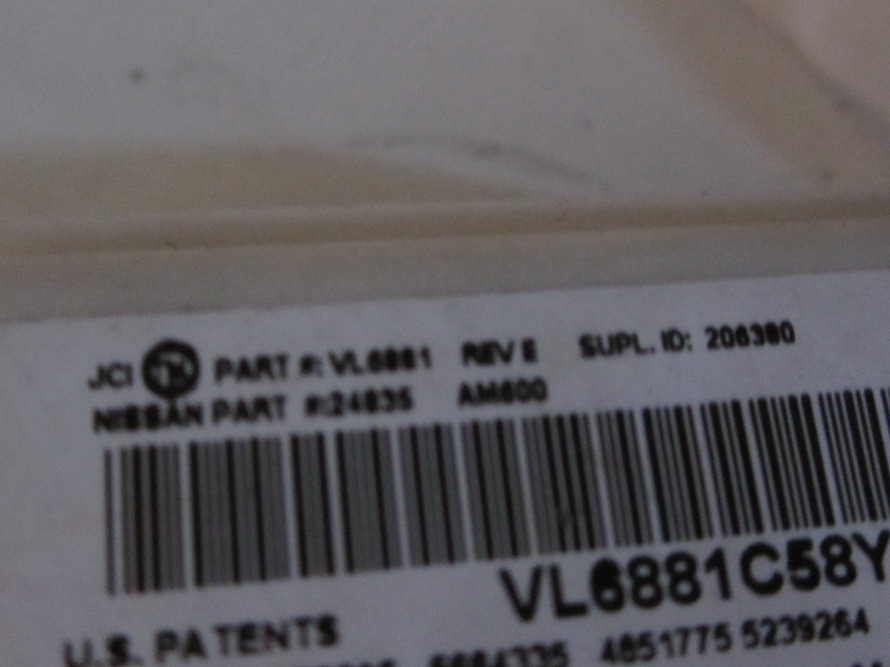 JCI PART #: VL6881 REV E SUPL. ID: 206380
NISSAN PART #:24835 AM600
VL6881C58Y
U.S. PATENTS
4851775 5239264